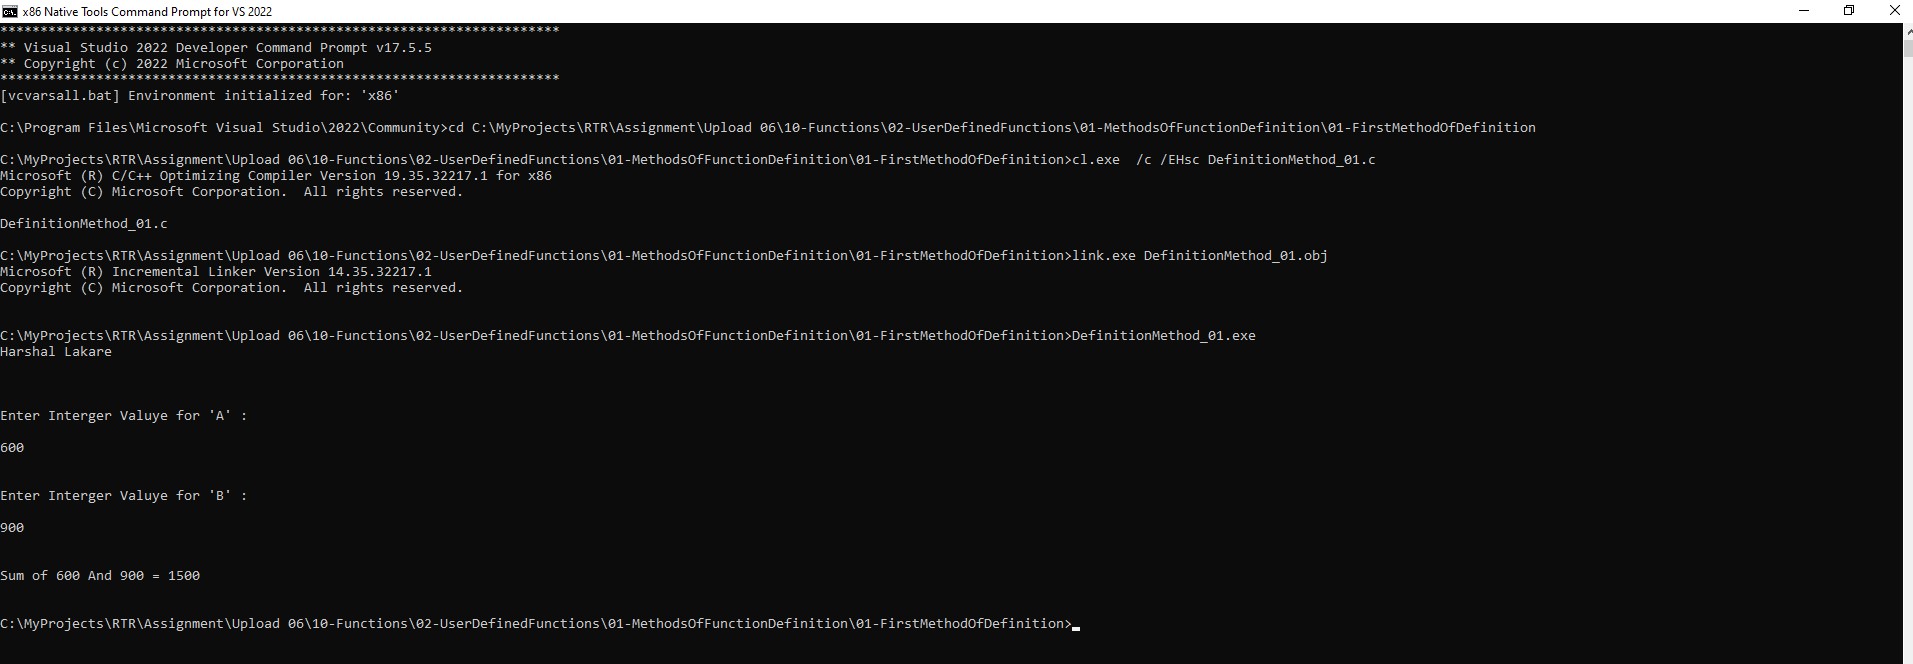 x86 Native Tools Command Prompt for VS 2022
**********************************************************************
** Visual Studio 2022 Developer Command Prompt v17.5.5
** Copyright (c) 2022 Microsoft Corporation
**********************************************************************
[vcvarsall.bat] Environment initialized for: 'x86'
C:\Program Files\Microsoft Visual Studio\2022\Community>cd C:\MyProjects\RTR\Assignment\Upload 06\10-Functions\02-UserDefinedFunctions\01-MethodsOfFunctionDefinition\01-FirstMethodOfDefinition
C:\MyProjects\RTR\Assignment\Upload 06\10-Functions\02-UserDefinedFunctions\01-MethodsOfFunctionDefinition\01-FirstMethodOfDefinition>cl.exe  /c /EHsc DefinitionMethod_01.c
Microsoft (R) C/C++ Optimizing Compiler Version 19.35.32217.1 for x86
Copyright (C) Microsoft Corporation.  All rights reserved.
DefinitionMethod_01.c
C:\MyProjects\RTR\Assignment\Upload 06\10-Functions\02-UserDefinedFunctions\01-MethodsOfFunctionDefinition\01-FirstMethodOfDefinition>link.exe DefinitionMethod_01.obj
Microsoft (R) Incremental Linker Version 14.35.32217.1
Copyright (C) Microsoft Corporation.  All rights reserved.
C:\MyProjects\RTR\Assignment\Upload 06\10-Functions\02-UserDefinedFunctions\01-MethodsOfFunctionDefinition\01-FirstMethodOfDefinition>DefinitionMethod_01.exe
Harshal Lakare
Enter Interger Valuye for 'A' :
600
Enter Interger Valuye for 'B' :
900
Sum of 600 And 900 = 1500
C:\MyProjects\RTR\Assignment\Upload 06\10-Functions\02-UserDefinedFunctions\01-MethodsOfFunctionDefinition\01-FirstMethodOfDefinition>